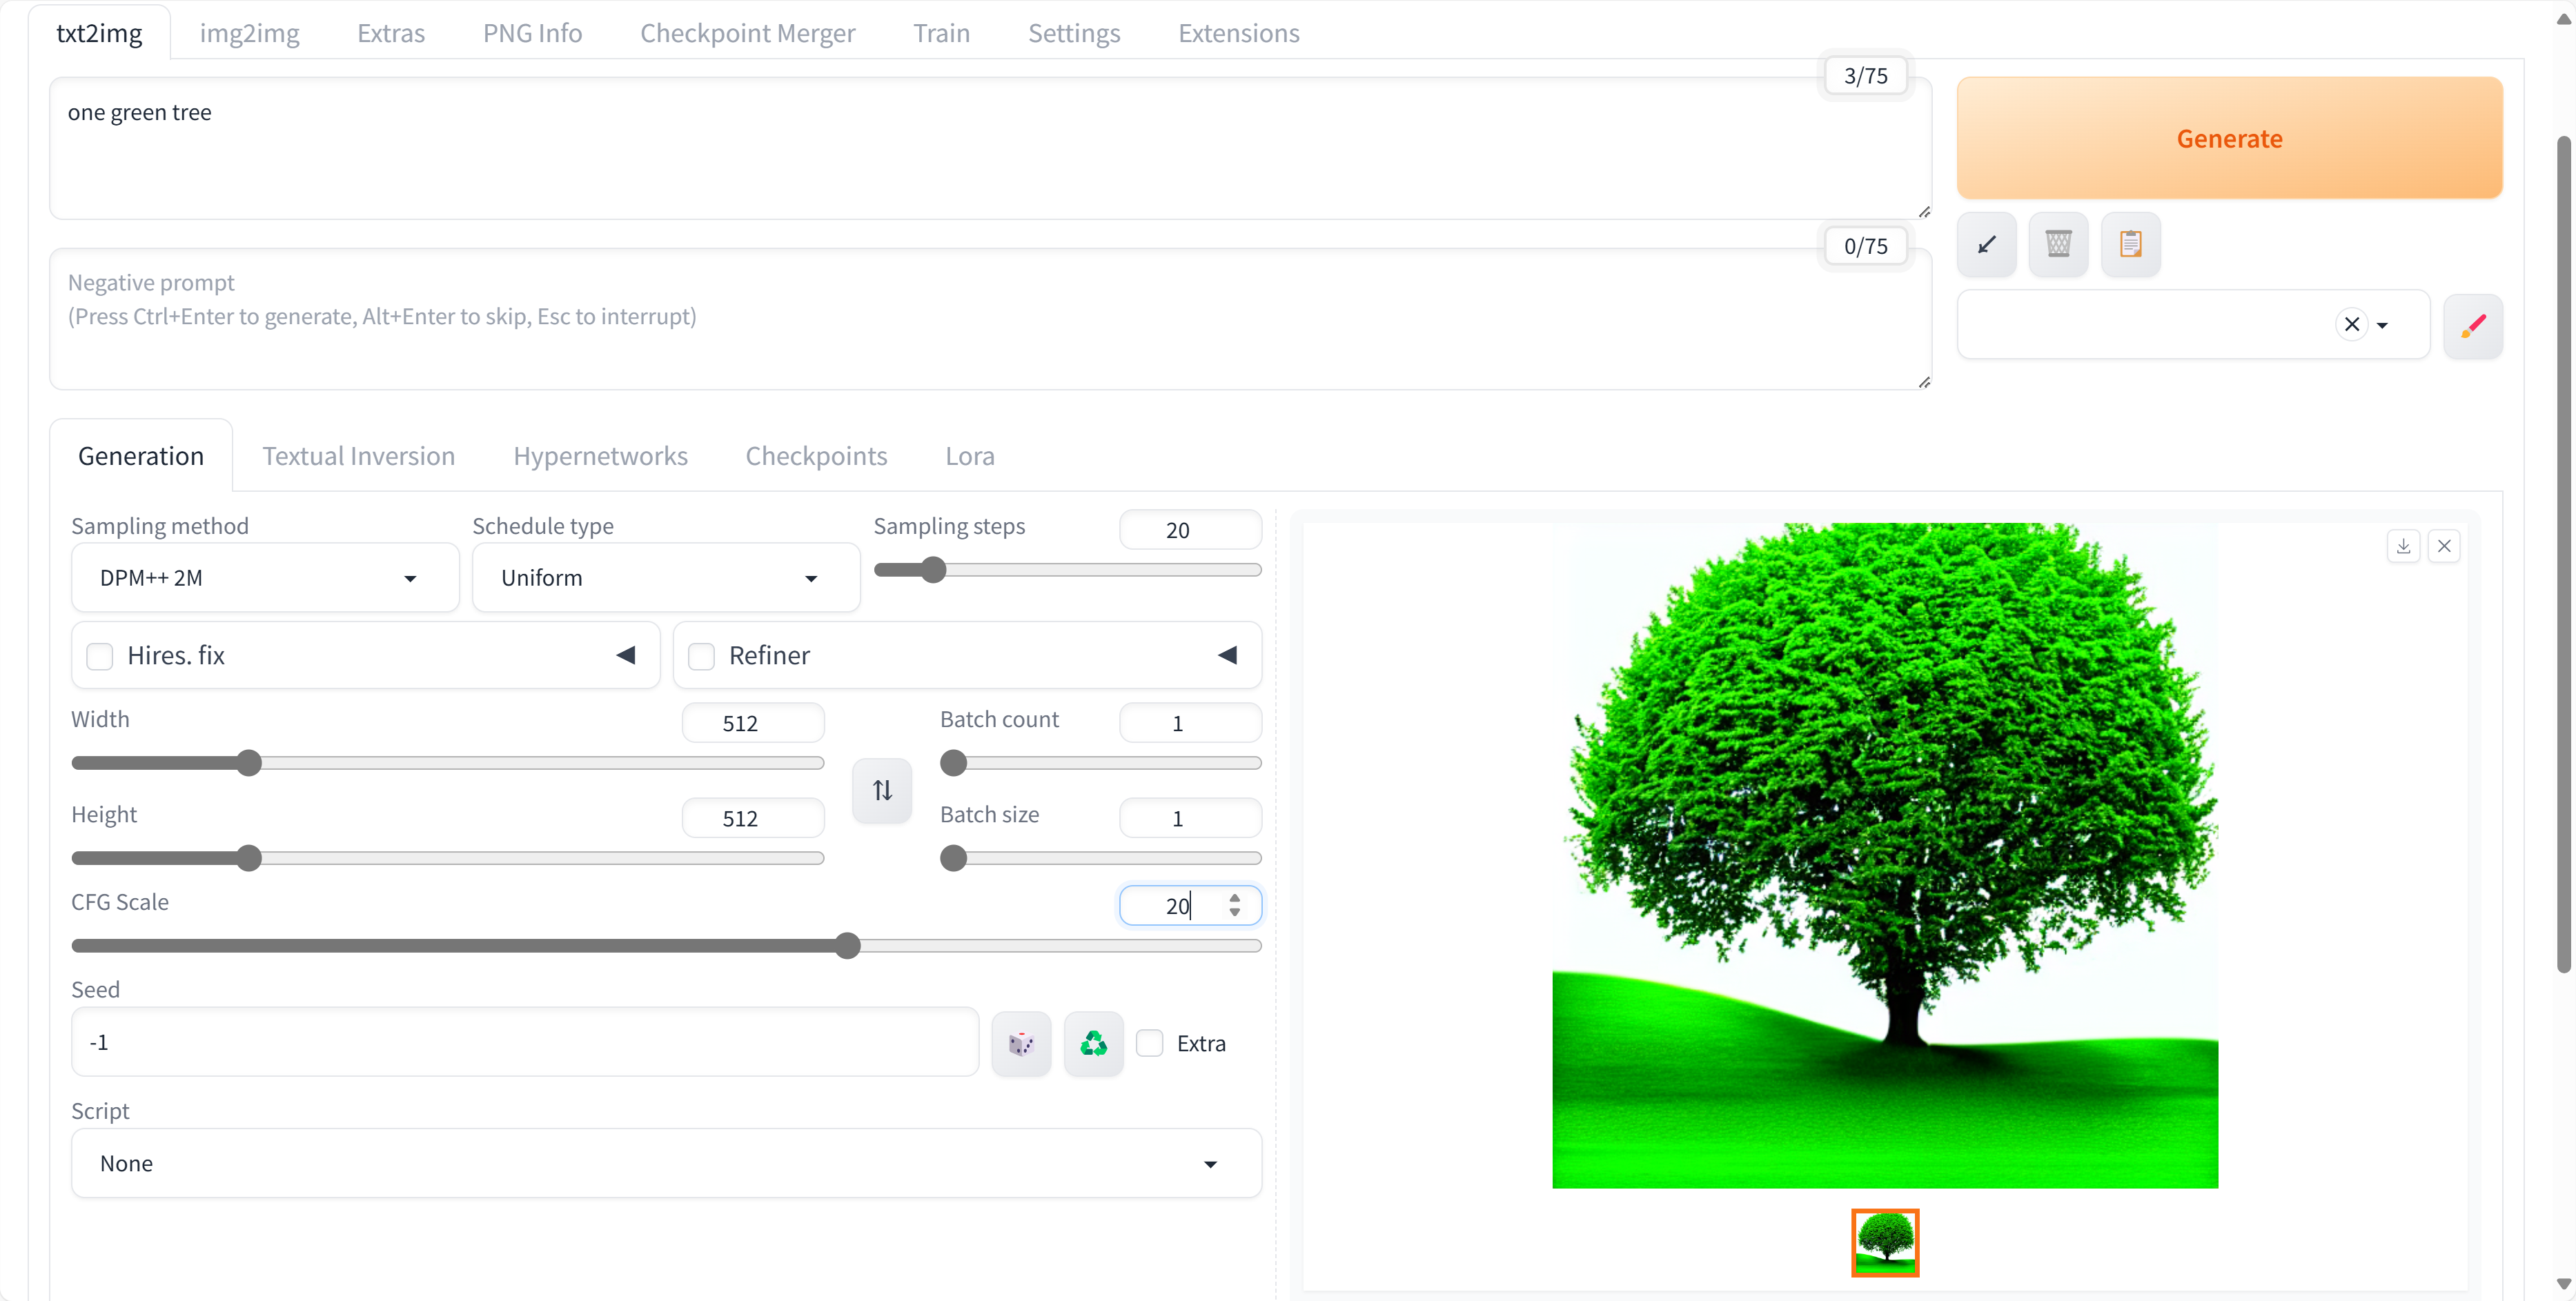 txt2img img2img Extras PNG Info Checkpoint Merger Train Settings Extensions
3/75
one green tree
Generate
0/75
Negative prompt
(Press Ctrl+Enter to generate, Alt+Enter to skip, Esc to interrupt)
Generation Textual Inversion Hypernetworks Checkpoints Lora
Sampling method Schedule type Sampling steps 20
DPM++ 2M Uniform
Hires. fix Refiner
Width 512 Batch count 1
Height 512 Batch size 1
CFG Scale 20
Seed
-1 Extra
Script
None